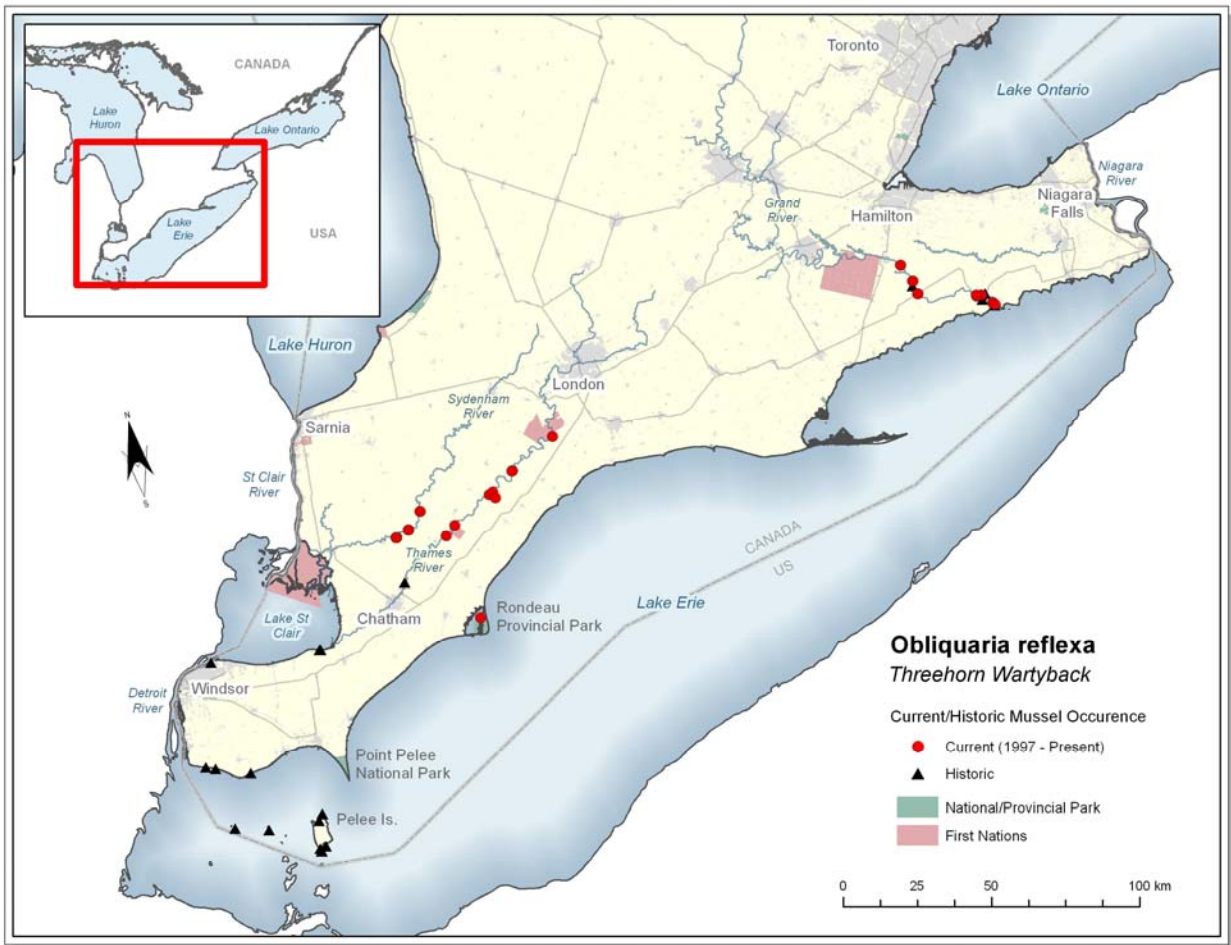 CANADA
Lake
Huron
Lake Ontario
Lake
Erie
USA
Toronto
Lake Ontario
Niagara
River
Grand
River
Hamilton
Niagara
Falls
Lake Huron
London
Sydenham
River
Sarnia
N
S
St Clair
River
Thames
River
CANADA
US
Lake St
Clair
Chatham
Rondeau
Provincial Park
Lake Erie
Detroit
River
Windsor
Point Pelee
National Park
Pelee Is.
Obliquaria reflexa
Threehorn Wartyback
Current/Historic Mussel Occurence
Current (1997 - Present)
Historic
National/Provincial Park
First Nations
0 25 50 100 km